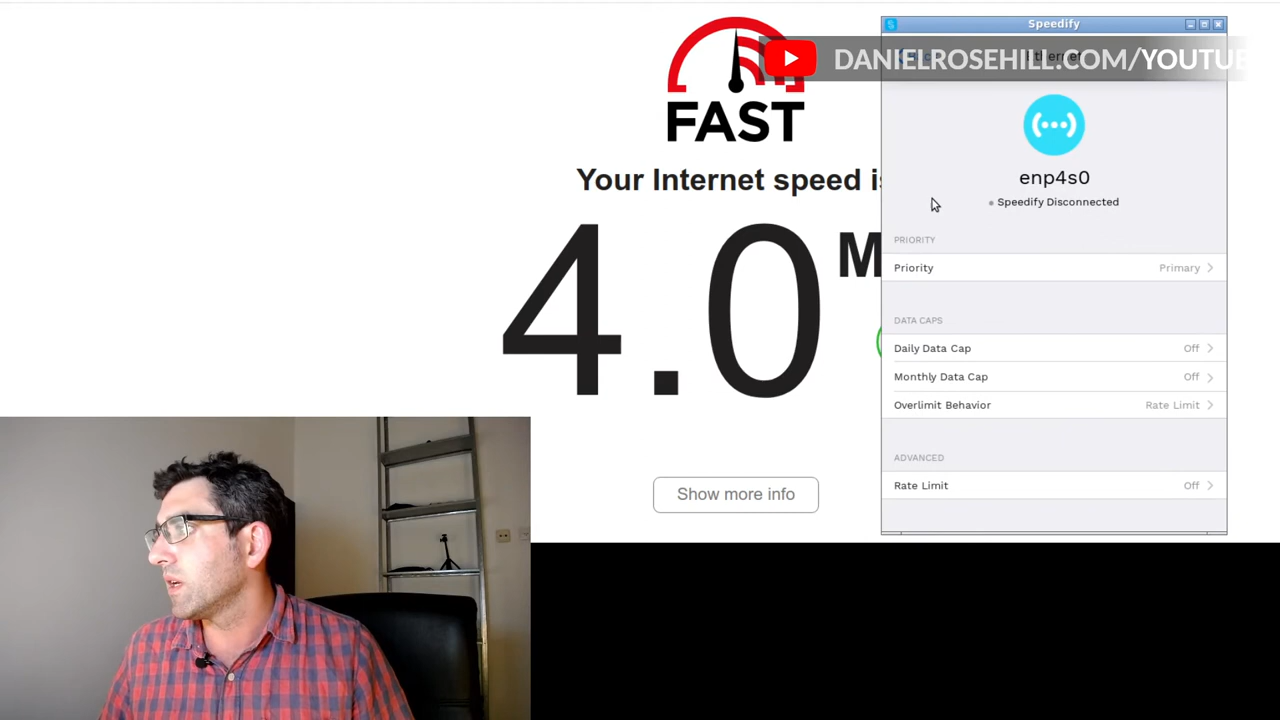 FAST
Your Internet speed is
4.0
M
Show more info
Speedify
DANIELROSEHILL.COM/YOUTUBE
enp4s0
Speedify Disconnected
PRIORITY
Priority Primary
DATA CAPS
Daily Data Cap Off
Monthly Data Cap Off
Overlimit Behavior Rate Limit
ADVANCED
Rate Limit Off